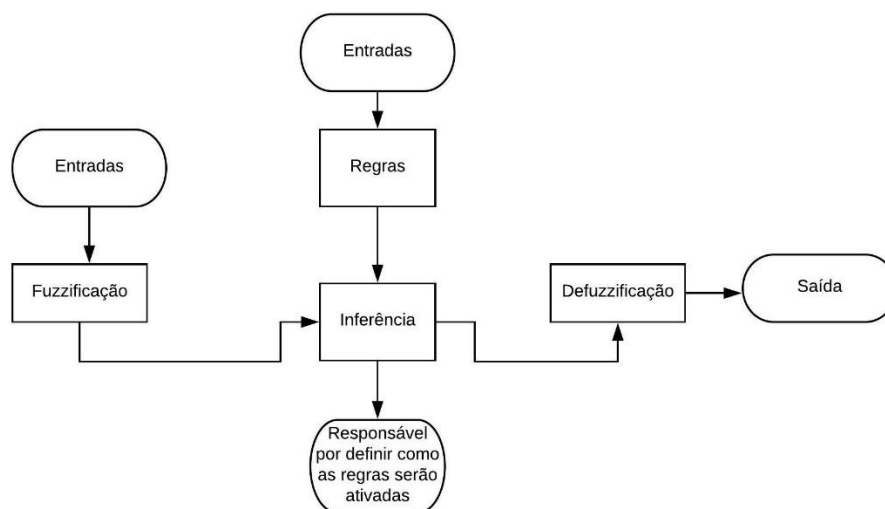 Entradas
Entradas
Regras
Fuzzificação
Inferência
Defuzzificação
Saída
Responsável
por definir como
as regras serão
ativadas